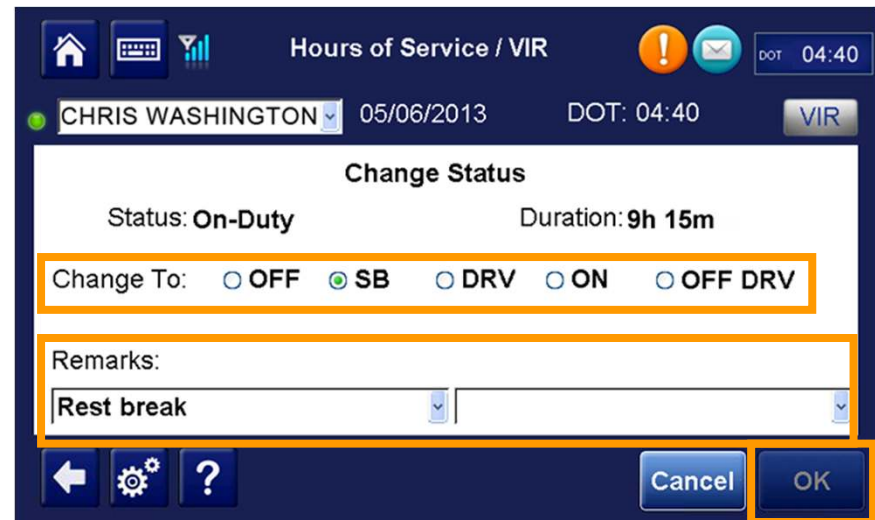 Hours of Service / VIR
! DOT 04:40
CHRIS WASHINGTON 05/06/2013 DOT: 04:40 VIR
Change Status
Status: On-Duty Duration: 9h 15m
Change To: OFF SB DRV ON OFF DRV
Remarks:
Rest break
? Cancel OK